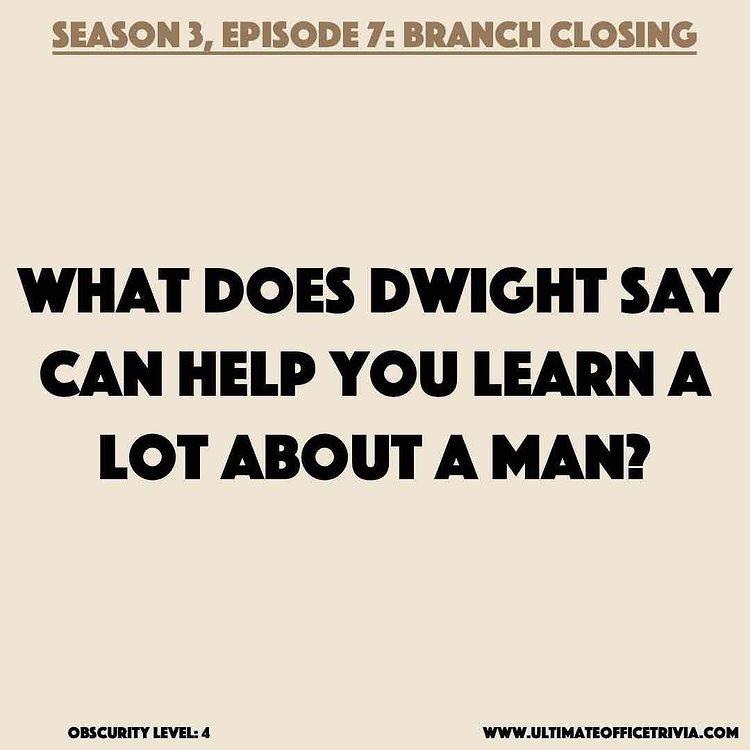 SEASON 3, EPISODE 7: BRANCH CLOSING
WHAT DOES DWIGHT SAY
CAN HELP YOU LEARN A
LOT ABOUT A MAN?
OBSCURITY LEVEL: 4
WWW.ULTIMATEOFFICETRIVIA.COM